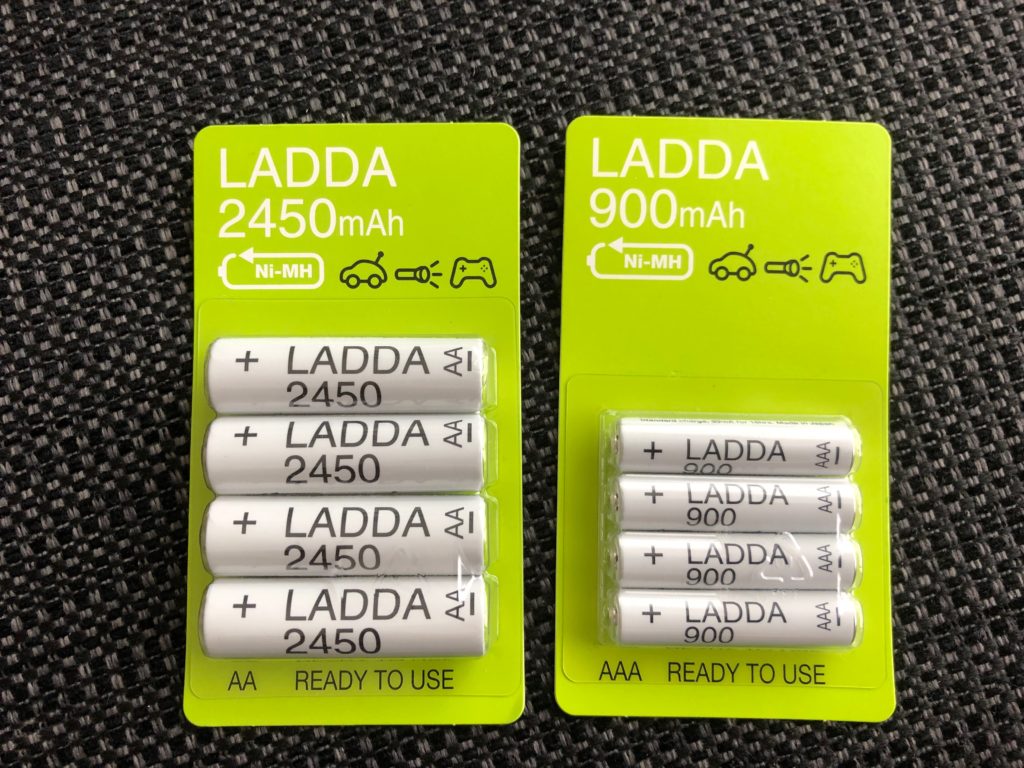 LADDA
2450mAh
Ni-MH
+ LADDA AA -
2450
+ LADDA AA -
2450
+ LADDA AA -
2450
+ LADDA AA -
2450
AA READY TO USE
LADDA
900mAh
Ni-MH
+ LADDA AAA -
900
+ LADDA AAA -
900
+ LADDA AAA -
900
+ LADDA AAA -
900
AAA READY TO USE